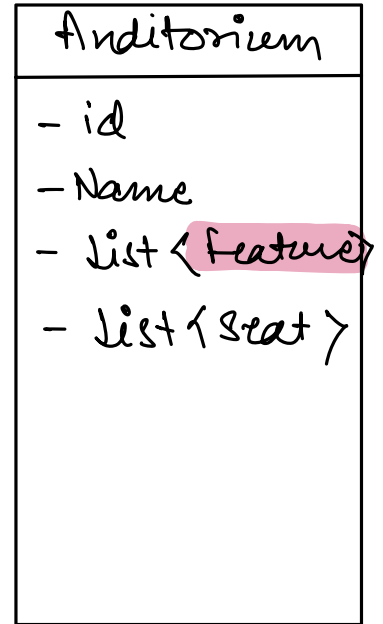 Auditorium
- id
- Name
- List <Feature>
- List <Seat>